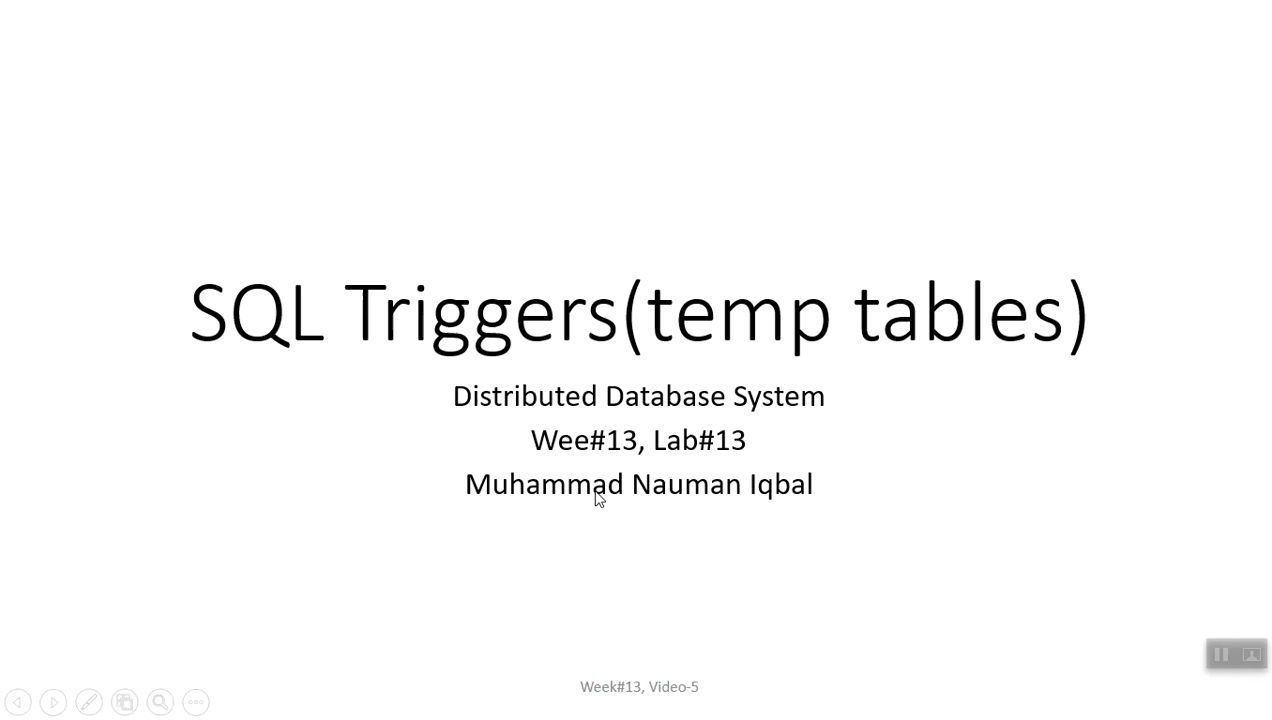 SQL Triggers(temp tables)
Distributed Database System
Wee#13, Lab#13
Muhammad Nauman Iqbal
Week#13, Video-5